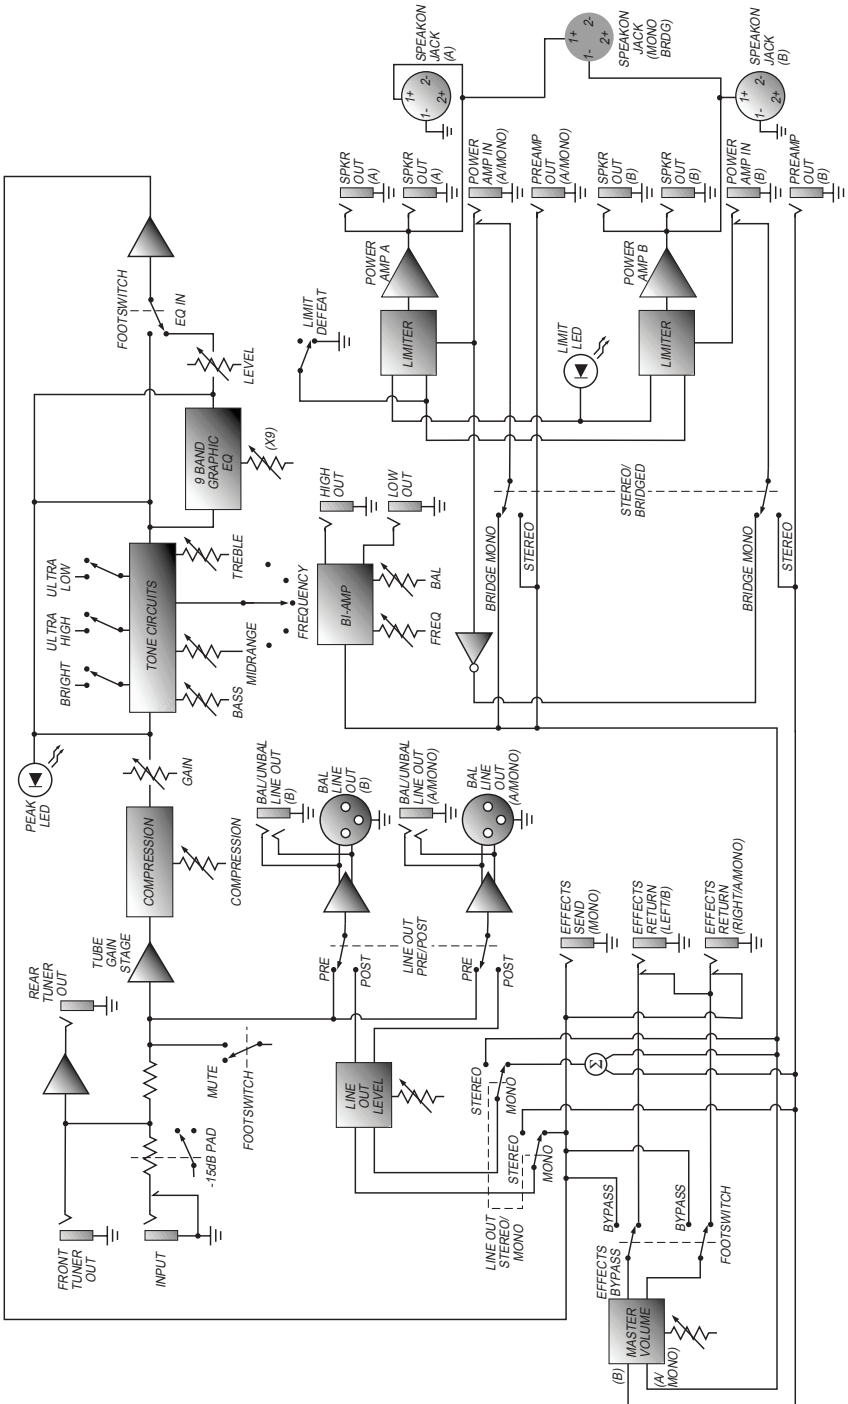 FRONT
TUNER
OUT
INPUT
REAR
TUNER
OUT
-15dB PAD
MUTE
FOOTSWITCH
TUBE
GAIN
STAGE
COMPRESSION
COMPRESSION
PEAK
LED
GAIN
BRIGHT
ULTRA
HIGH
ULTRA
LOW
TONE CIRCUITS
BASS
MIDRANGE
TREBLE
FREQUENCY
9 BAND
GRAPHIC
EQ
(X9)
LEVEL
FOOTSWITCH
EQ IN
LINE
OUT
LEVEL
PRE
POST
LINE OUT
PRE/POST
PRE
POST
BAL/UNBAL
LINE OUT
(B)
BAL
LINE
OUT
(B)
BAL/UNBAL
LINE OUT
(A/MONO)
BAL
LINE
OUT
(A/MONO)
BI-AMP
FREQ
BAL
HIGH
OUT
LOW
OUT
LIMIT
DEFEAT
LIMITER
POWER
AMP A
SPKR
OUT
(A)
SPKR
OUT
(A)
POWER
AMP IN
(A/MONO)
PREAMP
OUT
(A/MONO)
SPEAKON
JACK
(A)
1+
2-
1-
2+
SPEAKON
JACK
(MONO
BRDG)
1+
2-
1-
2+
SPEAKON
JACK
(B)
1+
2-
1-
2+
LIMIT
LED
LIMITER
POWER
AMP B
SPKR
OUT
(B)
SPKR
OUT
(B)
POWER
AMP IN
(B)
PREAMP
OUT
(B)
BRIDGE MONO
STEREO
STEREO/
BRIDGED
BRIDGE MONO
STEREO
STEREO
MONO
STEREO
MONO
LINE OUT
STEREO/
MONO
Σ
EFFECTS
SEND
(MONO)
EFFECTS
RETURN
(LEFT/B)
EFFECTS
RETURN
(RIGHT/A/MONO)
BYPASS
BYPASS
EFFECTS
BYPASS
FOOTSWITCH
MASTER
VOLUME
(B)
(A/
MONO)